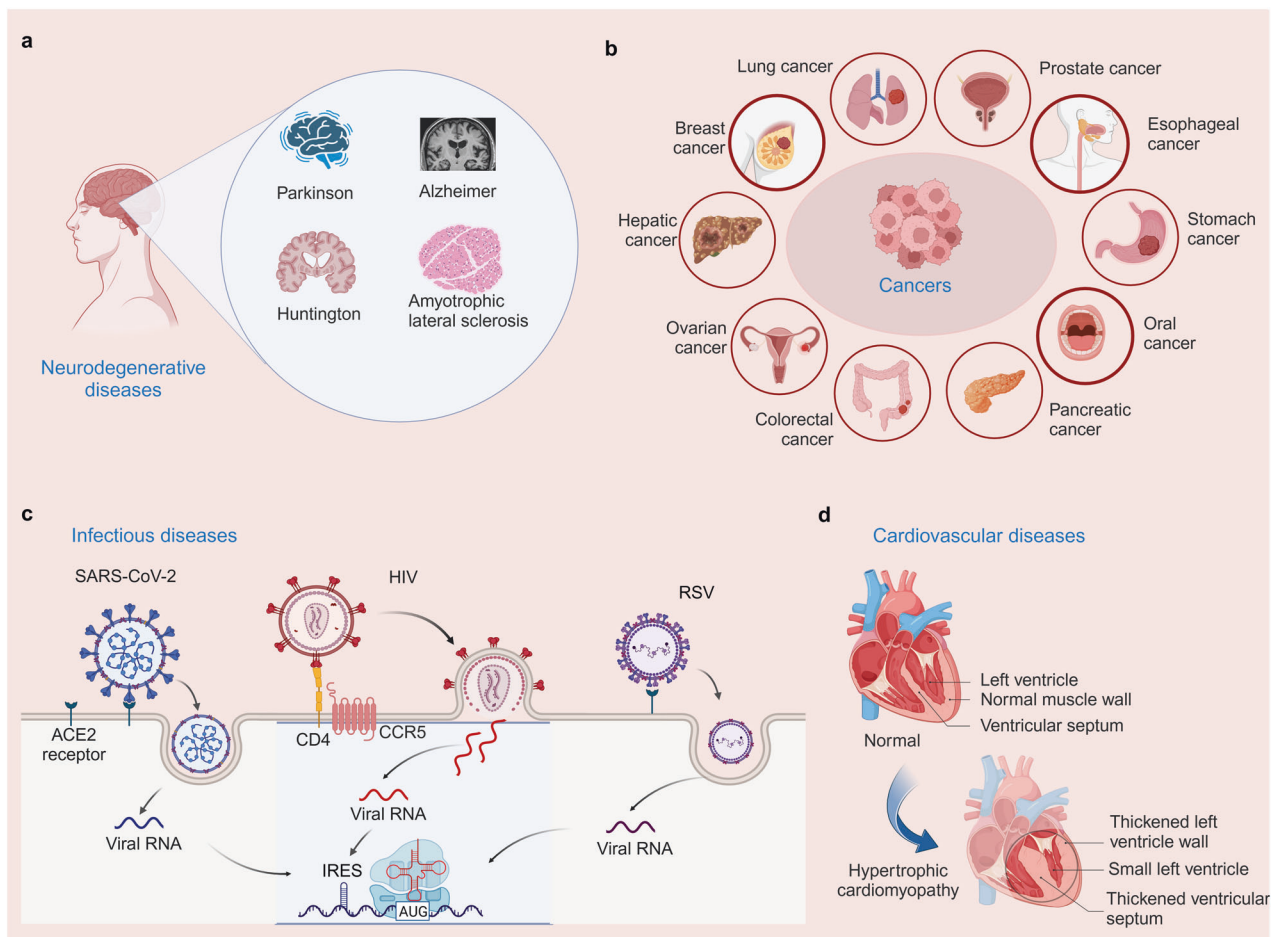 a
Parkinson
Alzheimer
Huntington
Amyotrophic
lateral sclerosis
Neurodegenerative
diseases
b
Lung cancer
Prostate cancer
Breast
cancer
Esophageal
cancer
Hepatic
cancer
Stomach
cancer
Cancers
Ovarian
cancer
Oral
cancer
Colorectal
cancer
Pancreatic
cancer
c
Infectious diseases
SARS-CoV-2
HIV
RSV
ACE2
receptor
CD4
CCR5
Viral RNA
Viral RNA
Viral RNA
IRES
AUG
d
Cardiovascular diseases
Left ventricle
Normal muscle wall
Ventricular septum
Normal
Hypertrophic
cardiomyopathy
Thickened left
ventricle wall
Small left ventricle
Thickened ventricular
septum